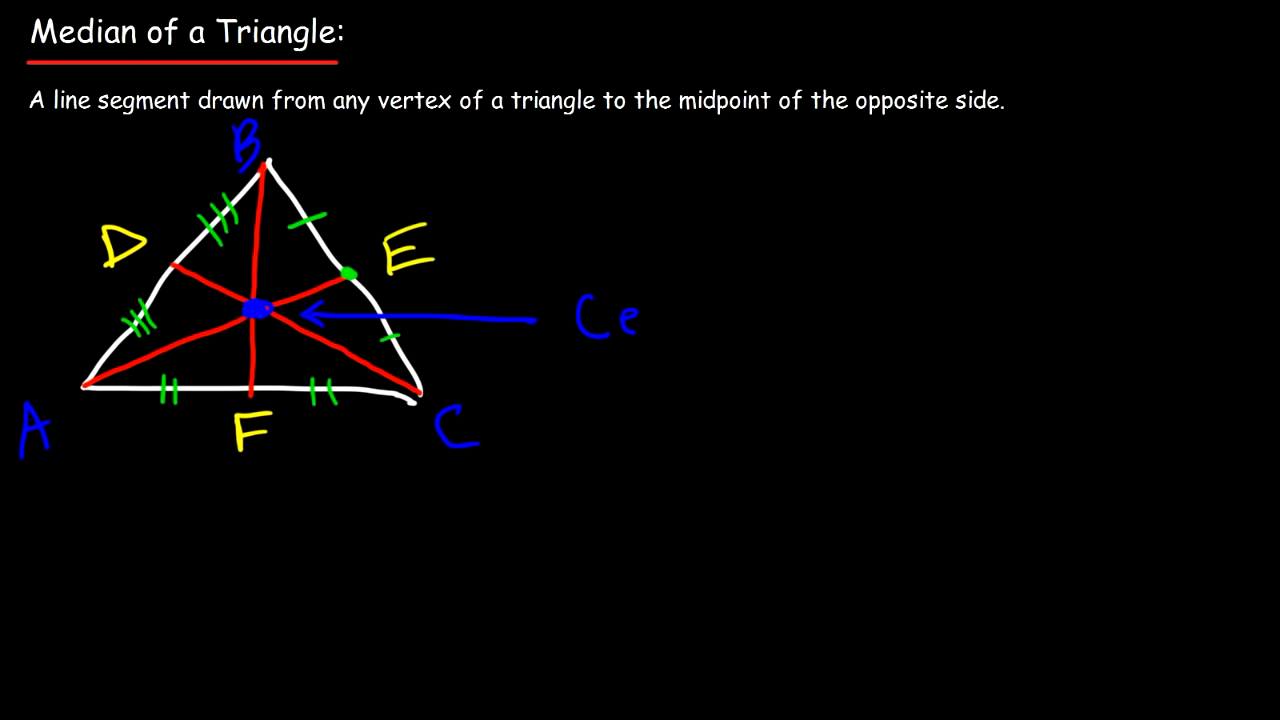 Median of a Triangle:
A line segment drawn from any vertex of a triangle to the midpoint of the opposite side.
B
D
E
Ce
A
F
C